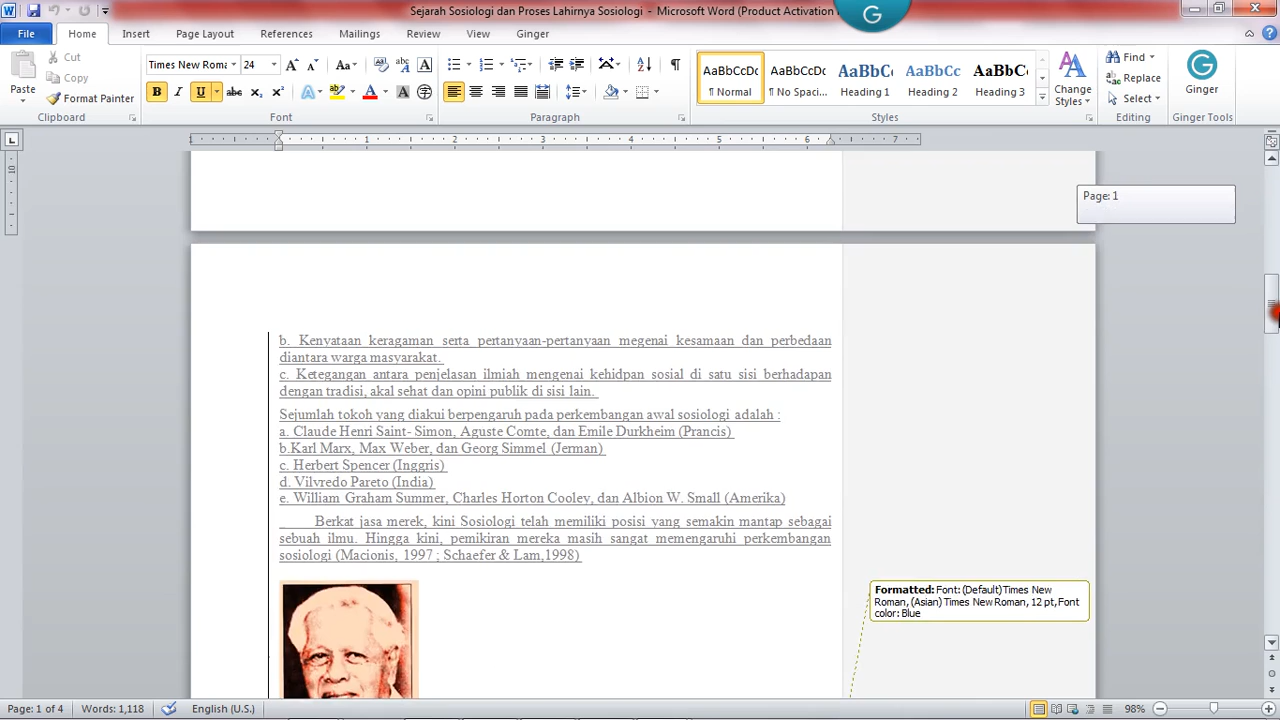 Sejarah Sosiologi dan Proses Lahirnya Sosiologi - Microsoft Word (Product Activation
File Home Insert Page Layout References Mailings Review View Ginger
Cut
Copy
Format Painter
Paste
Clipboard
Times New Roma 24
Font
Paragraph
AaBbCcDc AaBbCcDc AaBbCc AaBbCc AaBbCc
¶ Normal ¶ No Spaci... Heading 1 Heading 2 Heading 3
Change
Styles
Styles
Find
Replace
Select
Editing
Ginger
Ginger Tools
1 2 3 4 5 6 7
Page: 1
b. Kenyataan keragaman serta pertanyaan-pertanyaan megenai kesamaan dan perbedaan
diantara warga masyarakat.
c. Ketegangan antara penjelasan ilmiah mengenai kehidpan sosial di satu sisi berhadapan
dengan tradisi, akal sehat dan opini publik di sisi lain.
Sejumlah tokoh yang diakui berpengaruh pada perkembangan awal sosiologi adalah :
a. Claude Henri Saint- Simon, Aguste Comte, dan Emile Durkheim (Prancis)
b.Karl Marx, Max Weber, dan Georg Simmel (Jerman)
c. Herbert Spencer (Inggris)
d. Vilvredo Pareto (India)
e. William Graham Summer, Charles Horton Cooley, dan Albion W. Small (Amerika)
Berkat jasa merek, kini Sosiologi telah memiliki posisi yang semakin mantap sebagai
sebuah ilmu. Hingga kini, pemikiran mereka masih sangat memengaruhi perkembangan
sosiologi (Macionis, 1997 ; Schaefer & Lam,1998)
Formatted: Font: (Default) Times New
Roman, (Asian) Times New Roman, 12 pt, Font
color: Blue
Page: 1 of 4 Words: 1,118 English (U.S.) 98%